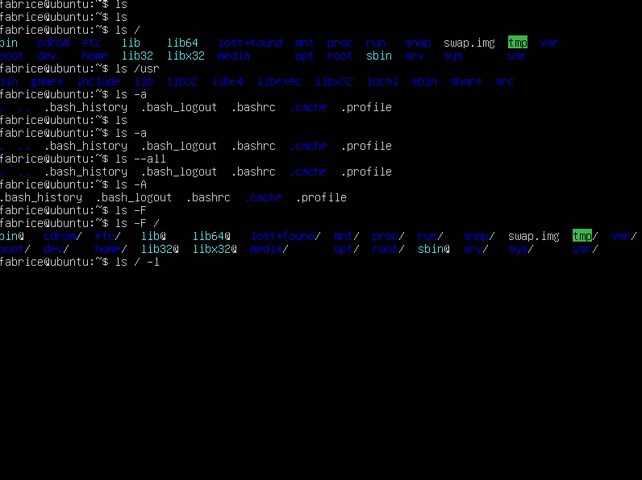 fabrice@ubuntu:~$ ls
fabrice@ubuntu:~$ ls
fabrice@ubuntu:~$ ls /
bin cdrom etc lib lib64 lost+found mnt proc run snap swap.img tmp var
boot dev home lib32 libx32 media opt root sbin srv sys usr
fabrice@ubuntu:~$ ls /usr
bin games include lib lib32 lib64 libexec libx32 local sbin share src
fabrice@ubuntu:~$ ls -a
. .. .bash_history .bash_logout .bashrc .cache .profile
fabrice@ubuntu:~$ ls
fabrice@ubuntu:~$ ls -a
. .. .bash_history .bash_logout .bashrc .cache .profile
fabrice@ubuntu:~$ ls --all
. .. .bash_history .bash_logout .bashrc .cache .profile
fabrice@ubuntu:~$ ls -A
.bash_history .bash_logout .bashrc .cache .profile
fabrice@ubuntu:~$ ls -F
fabrice@ubuntu:~$ ls -F /
bin@ cdrom/ etc/ lib@ lib64@ lost+found/ mnt/ proc/ run/ snap/ swap.img tmp/ var/
boot/ dev/ home/ lib32@ libx32@ media/ opt/ root/ sbin@ srv/ sys/ usr/
fabrice@ubuntu:~$ ls / -l